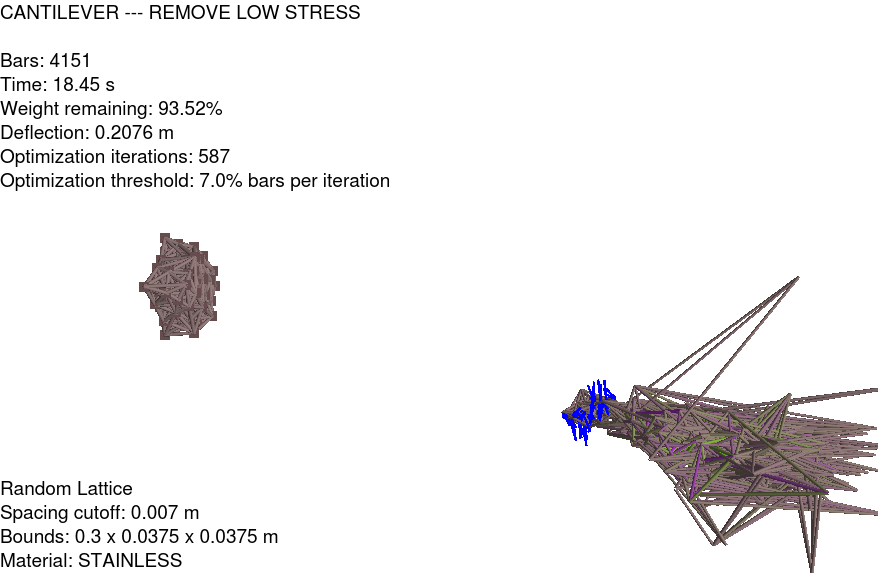 CANTILEVER --- REMOVE LOW STRESS
Bars: 4151
Time: 18.45 s
Weight remaining: 93.52%
Deflection: 0.2076 m
Optimization iterations: 587
Optimization threshold: 7.0% bars per iteration
Random Lattice
Spacing cutoff: 0.007 m
Bounds: 0.3 x 0.0375 x 0.0375 m
Material: STAINLESS